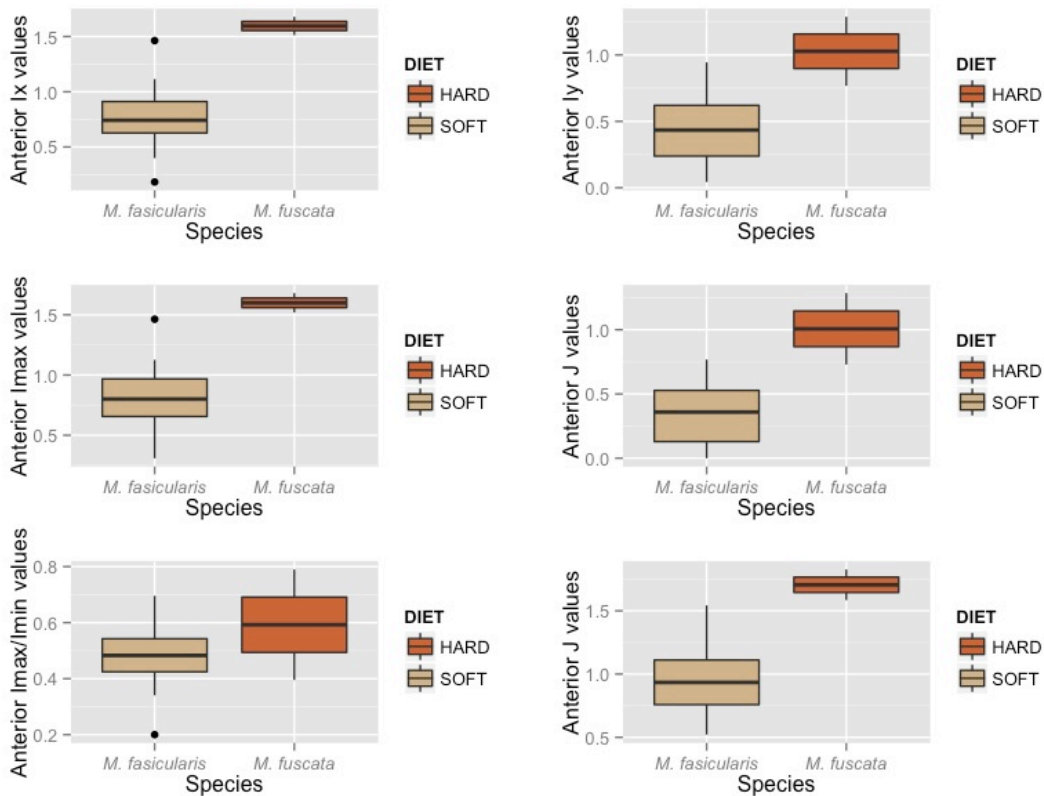 Anterior Ix values
1.5
1.0
0.5
M. fasicularis
M. fuscata
Species
DIET
HARD
SOFT
Anterior Iy values
1.0
0.5
0.0
M. fasicularis
M. fuscata
Species
DIET
HARD
SOFT
Anterior Imax values
1.5
1.0
0.5
M. fasicularis
M. fuscata
Species
DIET
HARD
SOFT
Anterior J values
1.0
0.5
0.0
M. fasicularis
M. fuscata
Species
DIET
HARD
SOFT
Anterior Imax/Imin values
0.8
0.6
0.4
0.2
M. fasicularis
M. fuscata
Species
DIET
HARD
SOFT
Anterior J values
1.5
1.0
0.5
M. fasicularis
M. fuscata
Species
DIET
HARD
SOFT